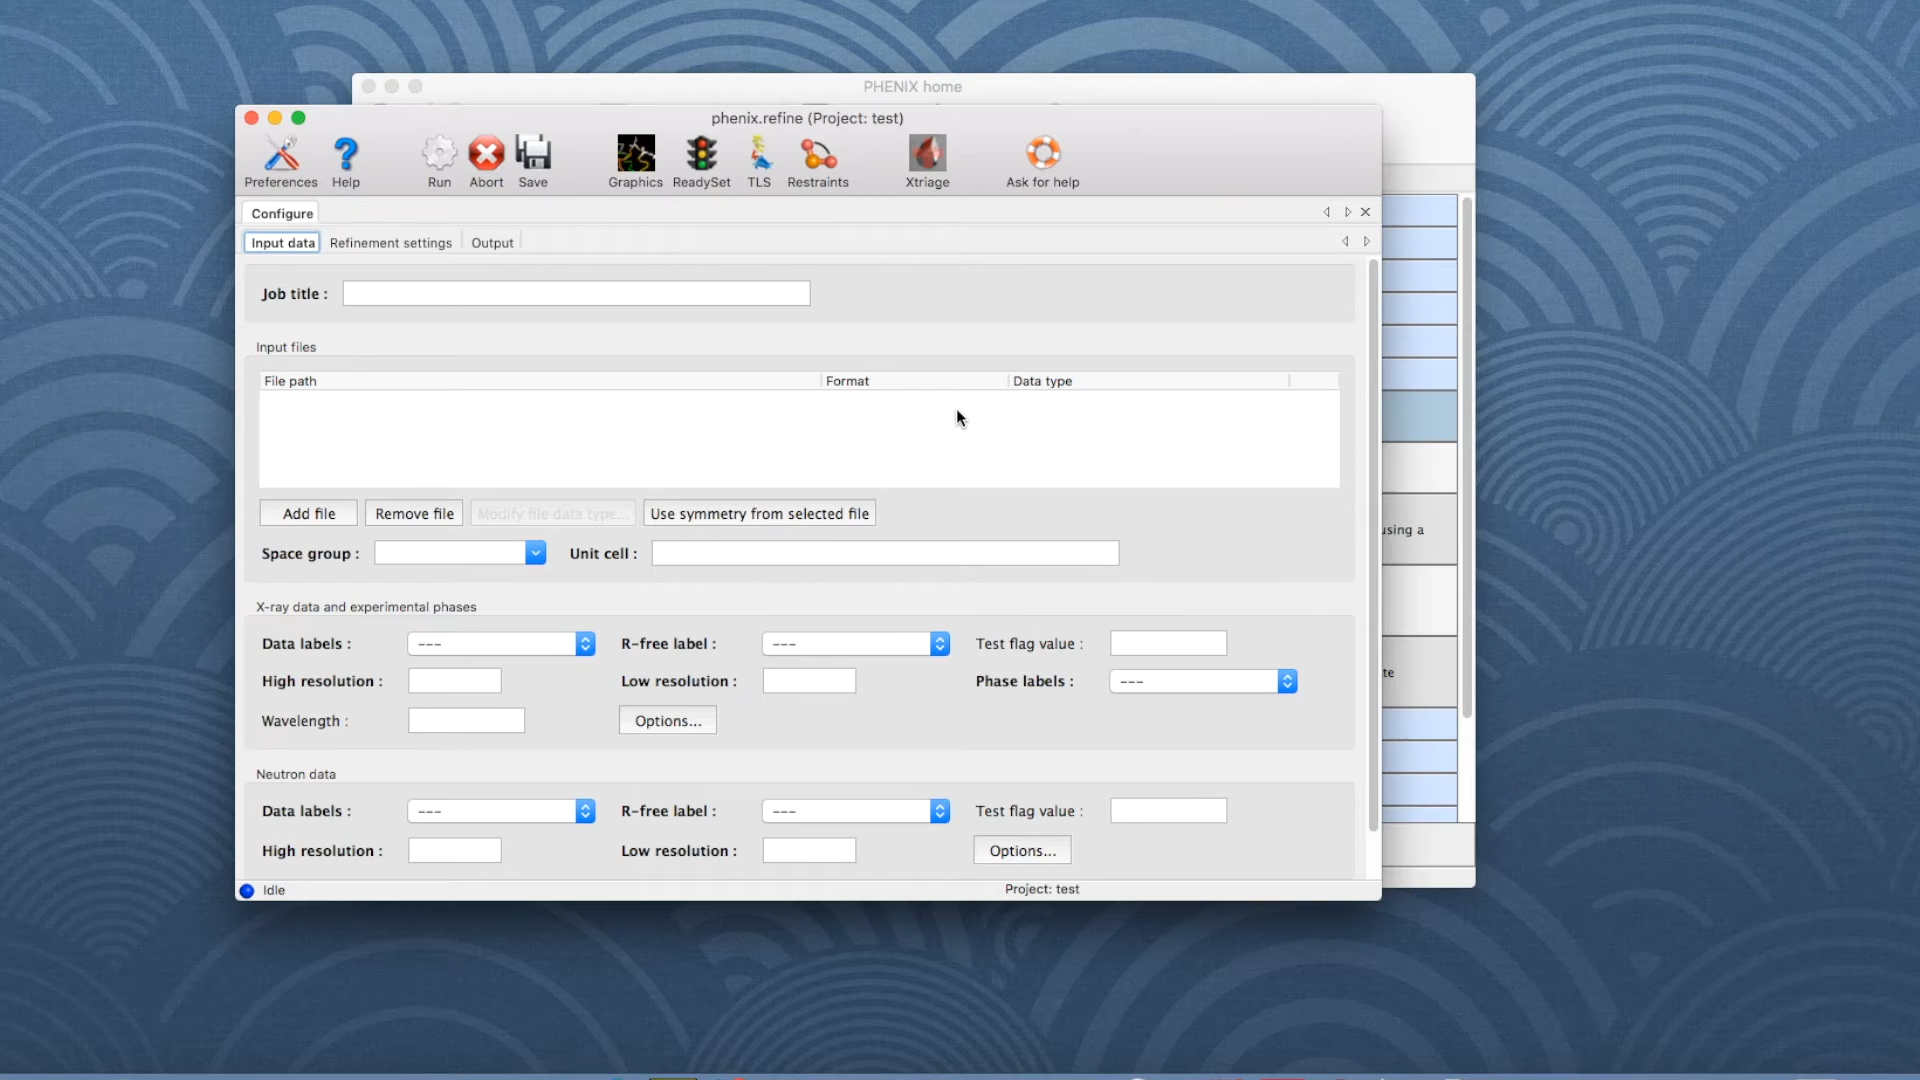 PHENIX home
phenix.refine (Project: test)
Preferences Help Run Abort Save Graphics ReadySet TLS Restraints Xtriage Ask for help
Configure
Input data Refinement settings Output
Job title :
Input files
File path Format Data type
Add file Remove file Modify file data type... Use symmetry from selected file
using a
Space group : Unit cell :
X-ray data and experimental phases
Data labels : --- R-free label : --- Test flag value :
High resolution : Low resolution : Phase labels : ---
Wavelength : Options...
Neutron data
Data labels : --- R-free label : --- Test flag value :
High resolution : Low resolution : Options...
Idle Project: test